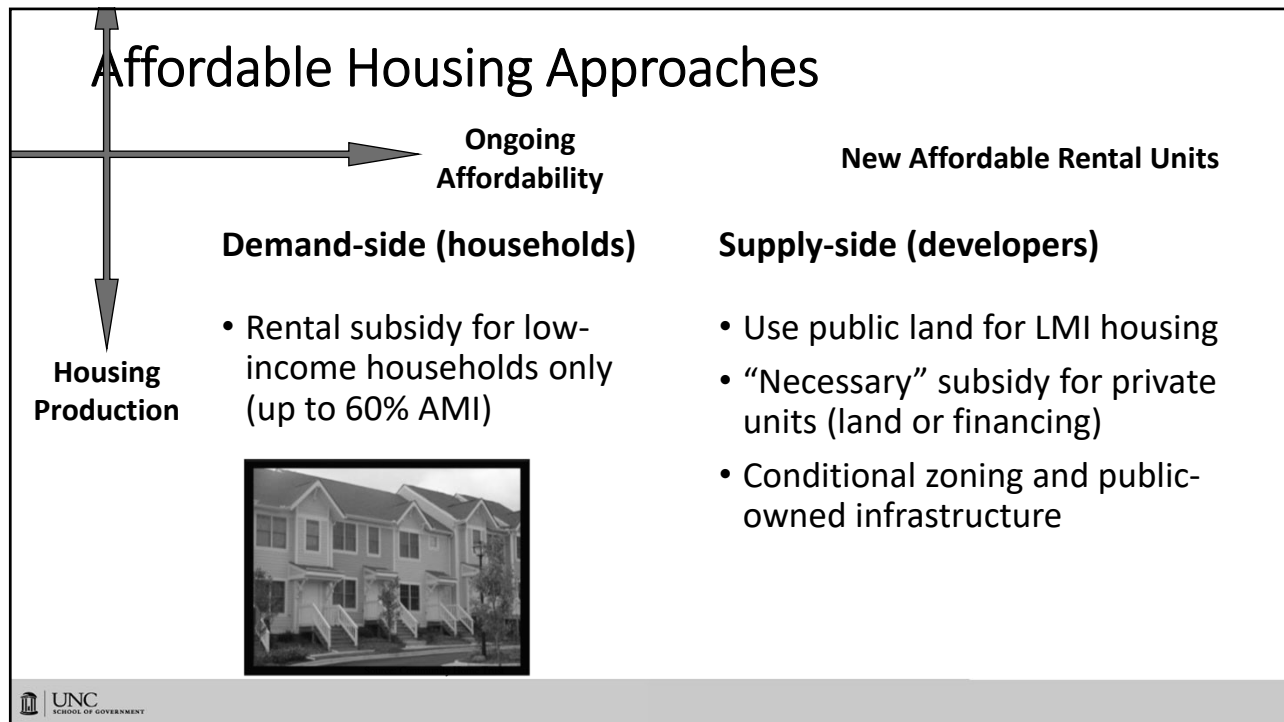 Affordable Housing Approaches
Ongoing
Affordability
New Affordable Rental Units
Housing
Production
Demand-side (households)
• Rental subsidy for low-
income households only
(up to 60% AMI)
Supply-side (developers)
• Use public land for LMI housing
• “Necessary” subsidy for private
units (land or financing)
• Conditional zoning and public-
owned infrastructure
UNC
SCHOOL OF GOVERNMENT